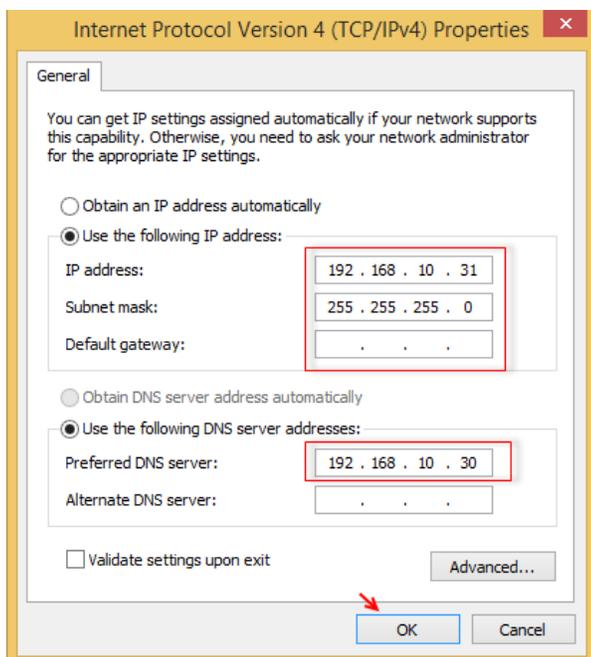 Internet Protocol Version 4 (TCP/IPv4) Properties
General
You can get IP settings assigned automatically if your network supports
this capability. Otherwise, you need to ask your network administrator
for the appropriate IP settings.
Obtain an IP address automatically
Use the following IP address:
IP address: 192 . 168 . 10 . 31
Subnet mask: 255 . 255 . 255 . 0
Default gateway: . . .
Obtain DNS server address automatically
Use the following DNS server addresses:
Preferred DNS server: 192 . 168 . 10 . 30
Alternate DNS server: . . .
Validate settings upon exit
Advanced...
OK Cancel